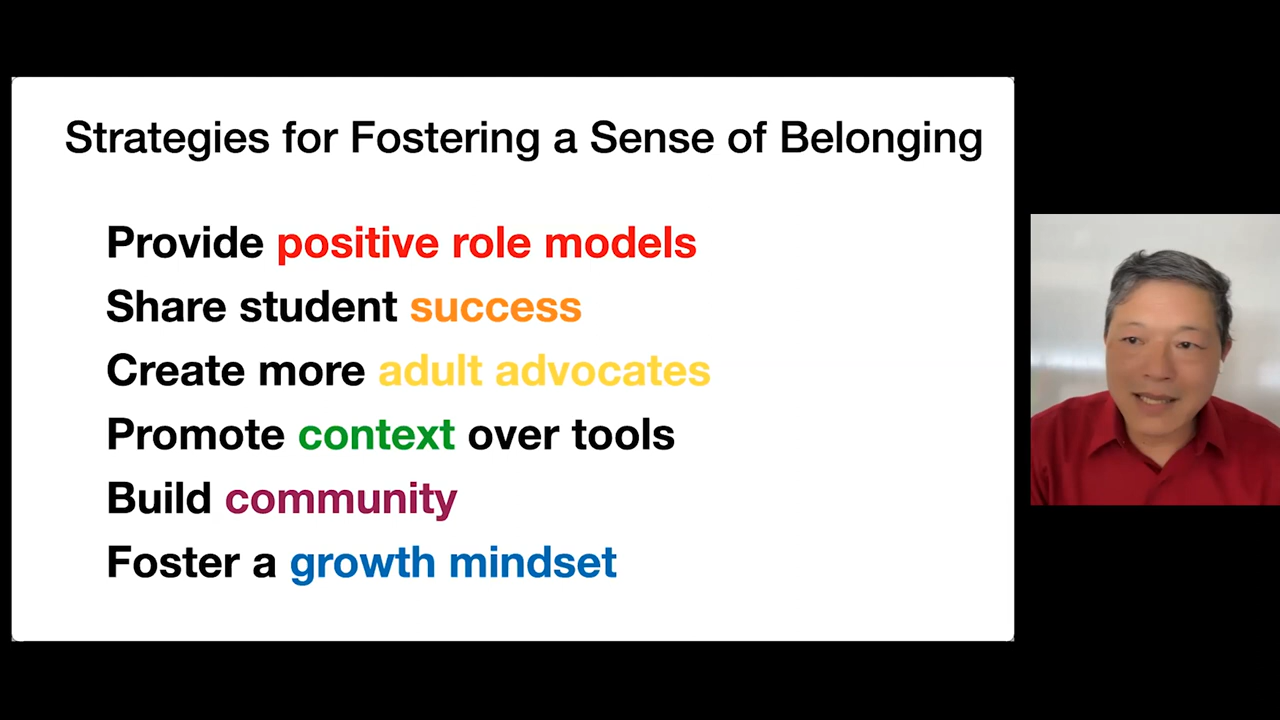 Strategies for Fostering a Sense of Belonging
Provide positive role models
Share student success
Create more adult advocates
Promote context over tools
Build community
Foster a growth mindset